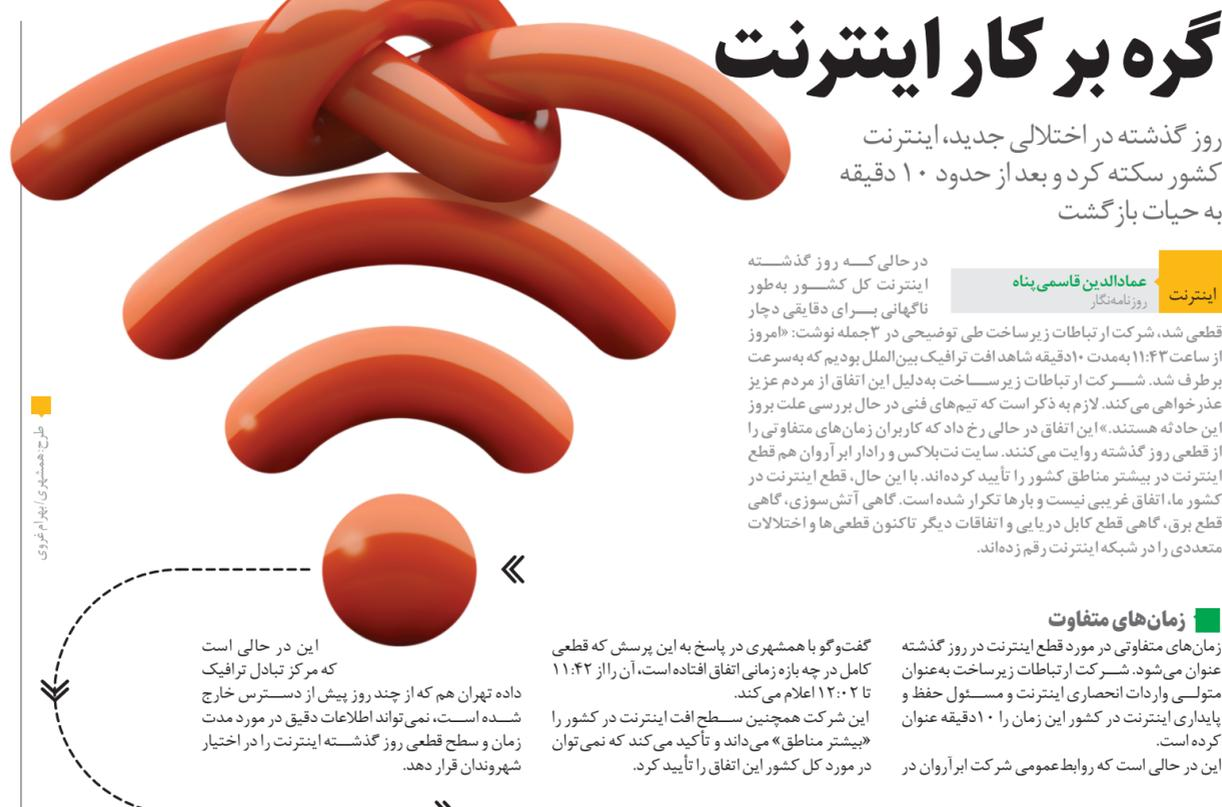 گره بر کار اینترنت
روز گذشته در اختلالی جدید، اینترنت
کشور سکته کرد و بعد از حدود ۱۰ دقیقه
به حیات بازگشت
اینترنت
عمادالدین قاسمی‌پناه
روزنامه‌نگار
در حالی که روز گذشته
اینترنت کل کشور به‌طور
ناگهانی برای دقایقی دچار
قطعی شد، شرکت ارتباطات زیرساخت طی توضیحی در ۳جمله نوشت: «امروز
از ساعت ۱۱:۴۳ به‌مدت ۱۰دقیقه شاهد افت ترافیک بین‌الملل بودیم که به‌سرعت
برطرف شد. شرکت ارتباطات زیرساخت به‌دلیل این اتفاق از مردم عزیز
عذرخواهی می‌کند. لازم به ذکر است که تیم‌های فنی در حال بررسی علت بروز
این حادثه هستند.» این اتفاق در حالی رخ داد که کاربران زمان‌های متفاوتی را
از قطعی روز گذشته روایت می‌کنند. سایت نت‌بلاکس و رادار ابر آروان هم قطع
اینترنت در بیشتر مناطق کشور را تأیید کرده‌اند. با این حال، قطع اینترنت در
کشور ما، اتفاق غریبی نیست و بارها تکرار شده است. گاهی آتش‌سوزی، گاهی
قطع برق، گاهی قطع کابل دریایی و اتفاقات دیگر تاکنون قطعی‌ها و اختلالات
متعددی را در شبکه اینترنت رقم زده‌اند.
زمان‌های متفاوت
زمان‌های متفاوتی در مورد قطع اینترنت در روز گذشته
عنوان می‌شود. شرکت ارتباطات زیرساخت به‌عنوان
متولی واردات انحصاری اینترنت و مسئول حفظ و
پایداری اینترنت در کشور این زمان را ۱۰دقیقه عنوان
کرده است.
این در حالی است که روابط عمومی شرکت ابر آروان در
گفت‌وگو با همشهری در پاسخ به این پرسش که قطعی
کامل در چه بازه زمانی اتفاق افتاده است، آن را از ۱۱:۴۲
تا ۱۲:۰۲ اعلام می‌کند.
این شرکت همچنین سطح افت اینترنت در کشور را
«بیشتر مناطق» می‌داند و تأکید می‌کند که نمی‌توان
در مورد کل کشور این اتفاق را تأیید کرد.
این در حالی است
که مرکز تبادل ترافیک
داده تهران هم که از چند روز پیش از دسترس خارج
شده است، نمی‌تواند اطلاعات دقیق در مورد مدت
زمان و سطح قطعی روز گذشته اینترنت را در اختیار
شهروندان قرار دهد.
طرح: همشهری/ بهرام غروی